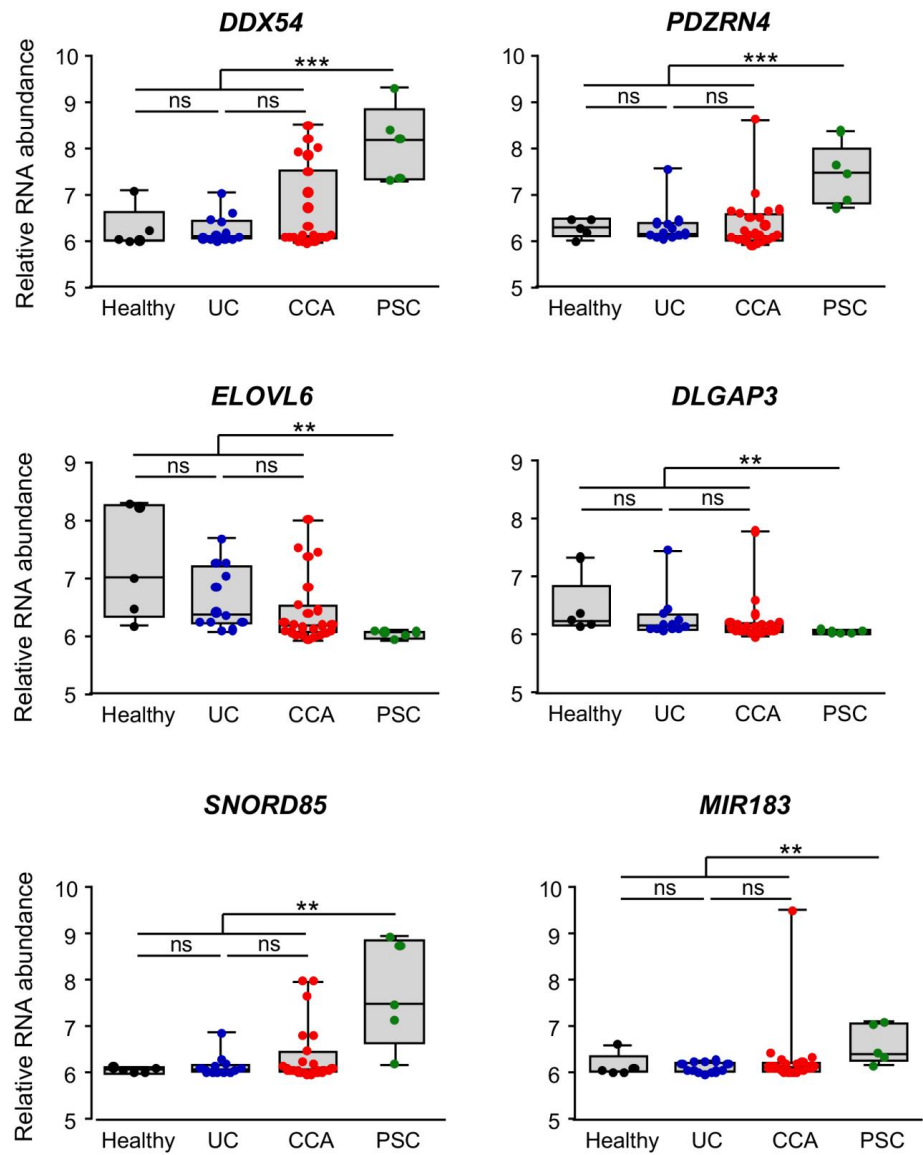 DDX54
PDZRN4
Relative RNA abundance
10
9
8
7
6
5
***
ns
ns
Healthy
UC
CCA
PSC
10
9
8
7
6
5
***
ns
ns
Healthy
UC
CCA
PSC
ELOVL6
DLGAP3
Relative RNA abundance
9
8
7
6
5
**
ns
ns
Healthy
UC
CCA
PSC
9
8
7
6
5
**
ns
ns
Healthy
UC
CCA
PSC
SNORD85
MIR183
Relative RNA abundance
10
9
8
7
6
5
**
ns
ns
Healthy
UC
CCA
PSC
10
9
8
7
6
5
**
ns
ns
Healthy
UC
CCA
PSC